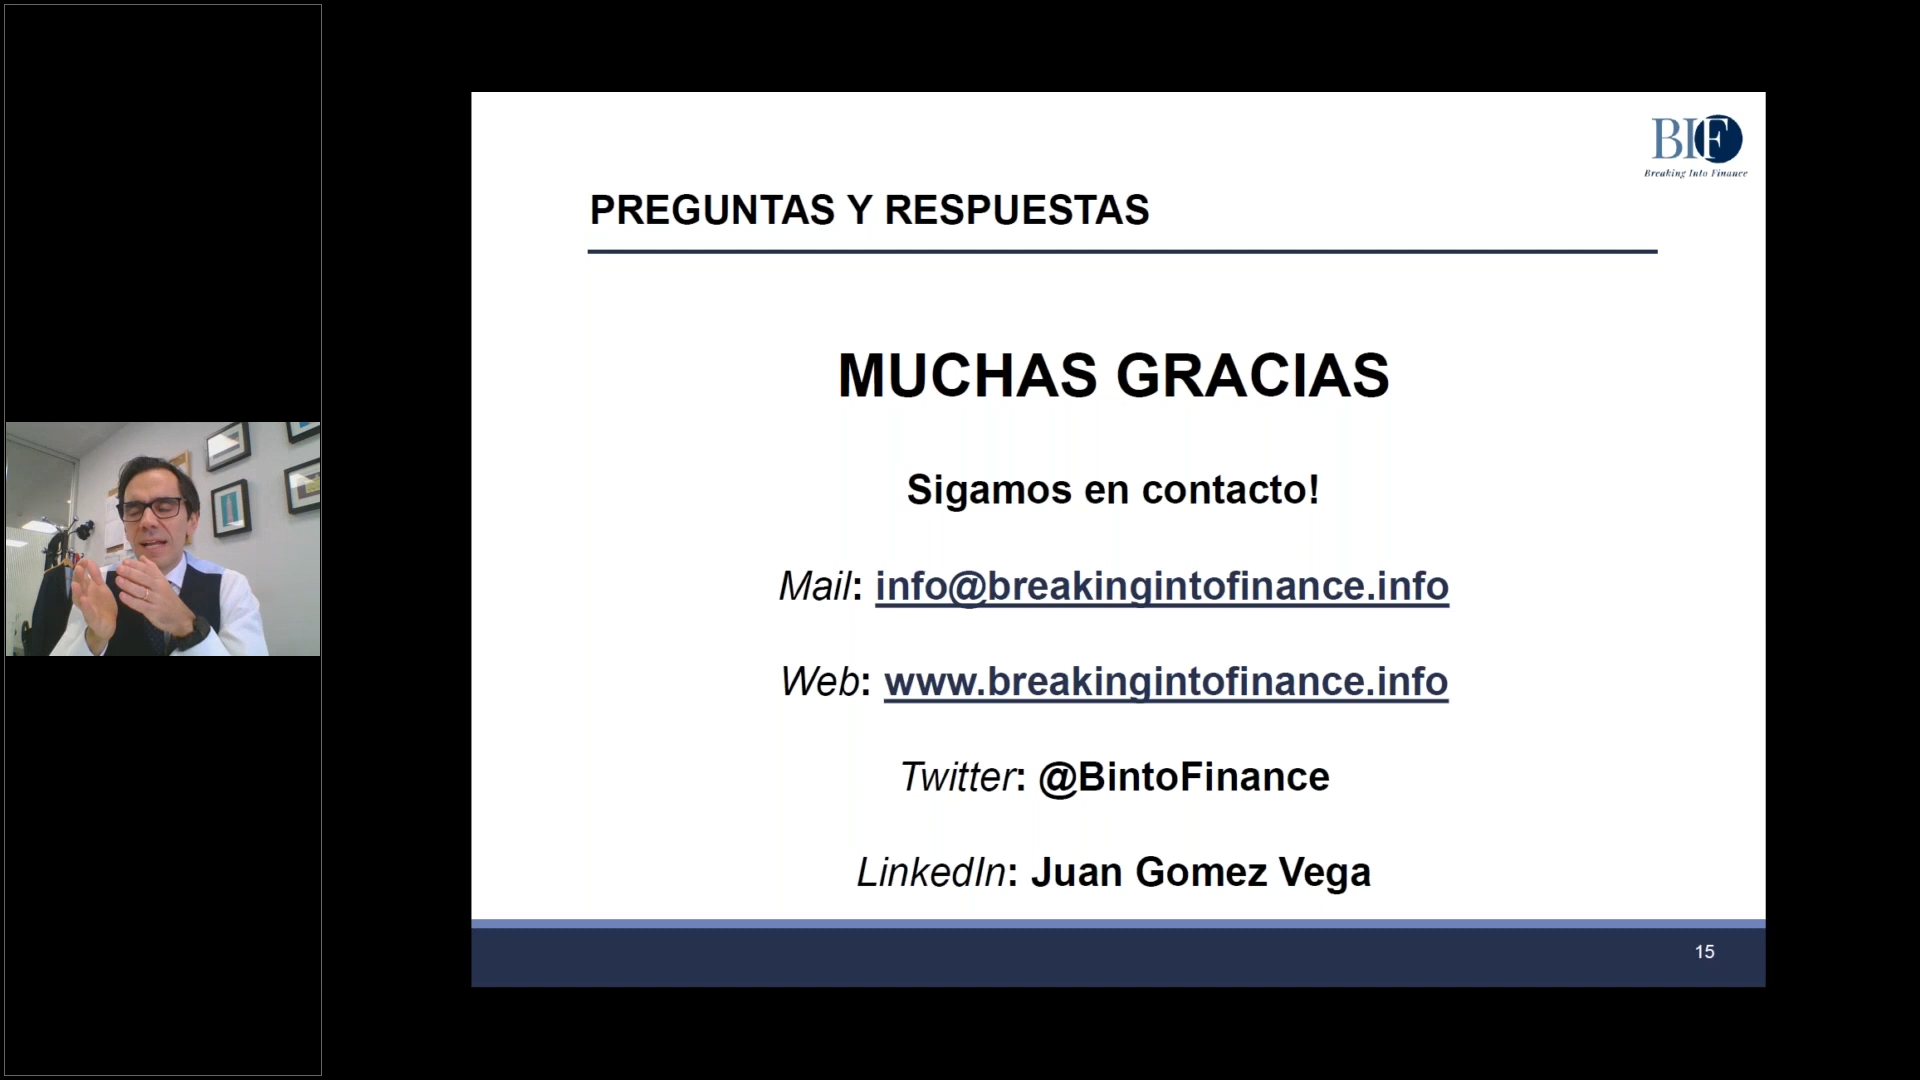 BIF
Breaking Into Finance
PREGUNTAS Y RESPUESTAS
MUCHAS GRACIAS
Sigamos en contacto!
Mail: info@breakingintofinance.info
Web: www.breakingintofinance.info
Twitter: @BintoFinance
LinkedIn: Juan Gomez Vega
15